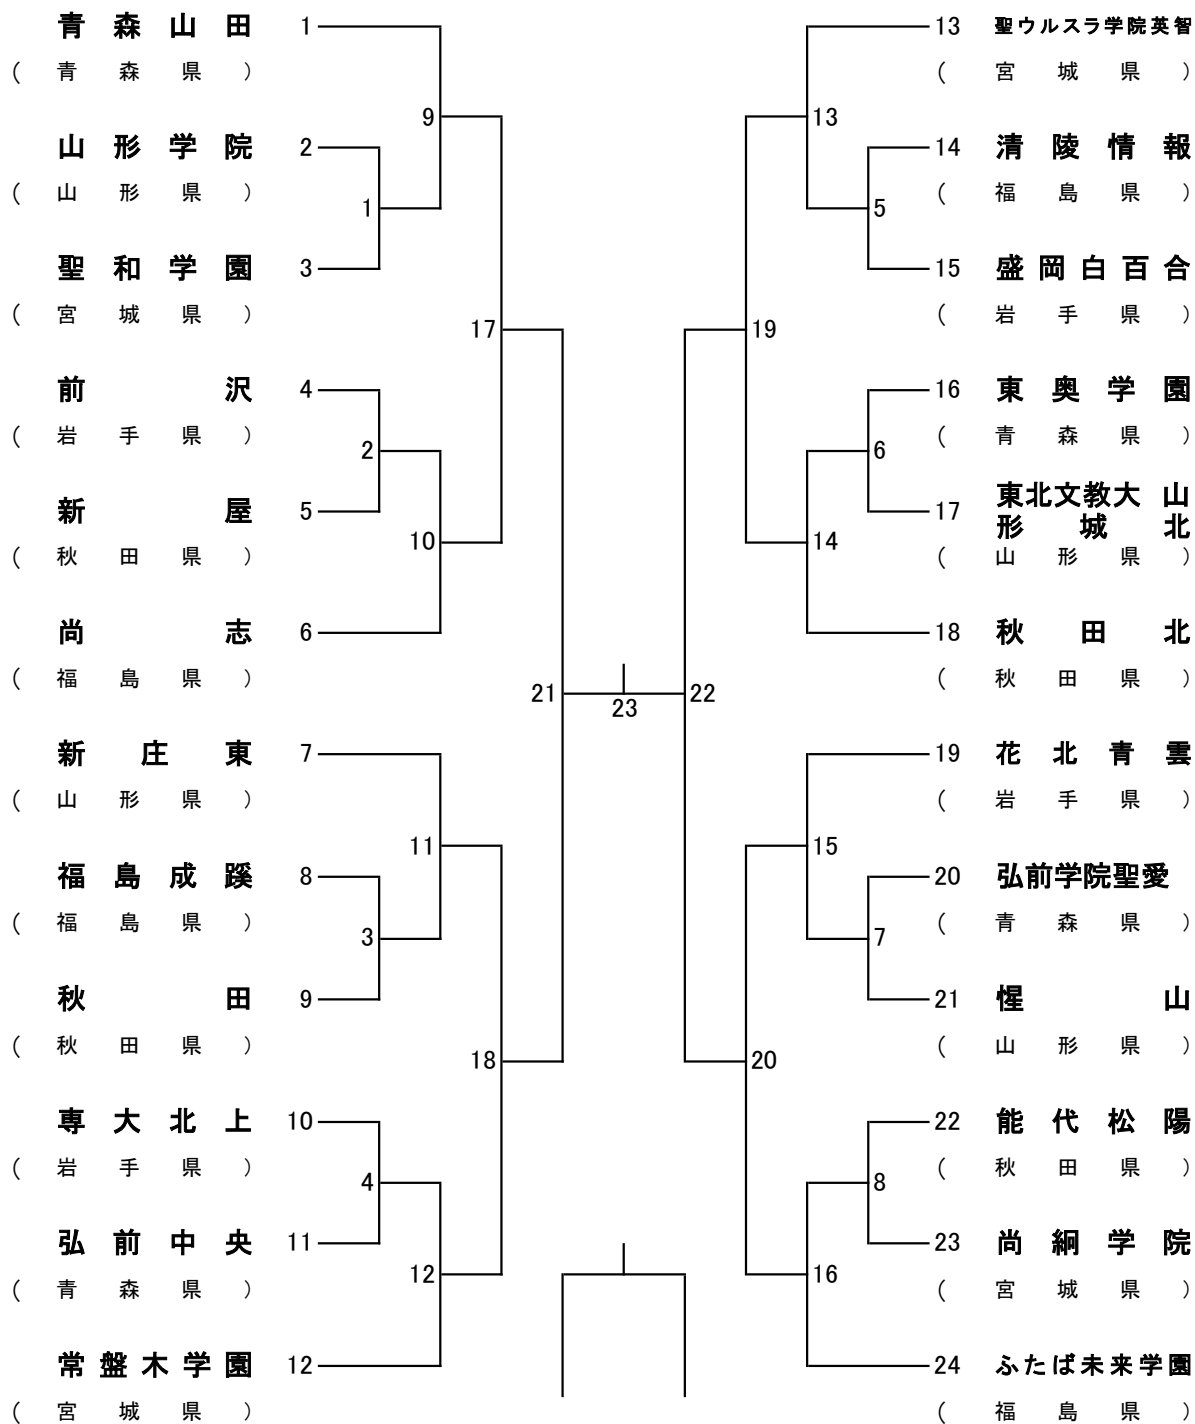 青森山田 1
(青森県)
9
山形学院 2
(山形県)
1
聖和学園 3
(宮城県)
17
前沢 4
(岩手県)
2
新屋 5
(秋田県)
10
尚志 6
(福島県)
21
新庄東 7
(山形県)
11
福島成蹊 8
(福島県)
3
秋田 9
(秋田県)
18
専大北上 10
(岩手県)
4
弘前中央 11
(青森県)
12
常盤木学園 12
(宮城県)
23
13 聖ウルスラ学院英智
(宮城県)
13
14 清陵情報
(福島県)
5
15 盛岡白百合
(岩手県)
19
16 東奥学園
(青森県)
6
17 東北文教大山
形城北
(山形県)
14
18 秋田北
(秋田県)
22
19 花北青雲
(岩手県)
15
20 弘前学院聖愛
(青森県)
7
21 惺山
(山形県)
20
22 能代松陽
(秋田県)
8
23 尚絅学院
(宮城県)
16
24 ふたば未来学園
(福島県)